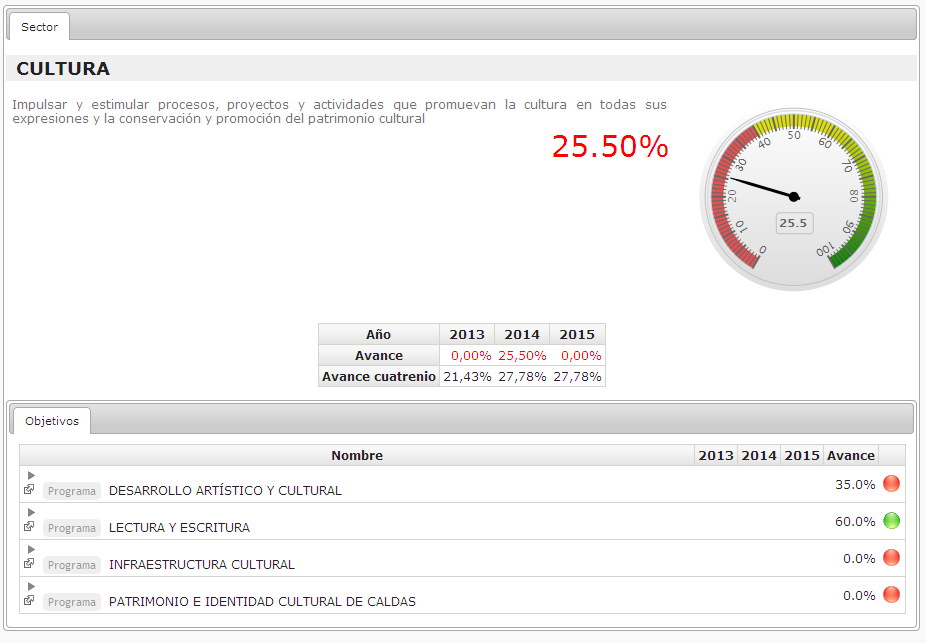 Sector
CULTURA
Impulsar y estimular procesos, proyectos y actividades que promuevan la cultura en todas sus
expresiones y la conservación y promoción del patrimonio cultural
25.50%
0
10
20
30
40
50
60
70
80
90
100
25.5
Año 2013 2014 2015
Avance 0,00% 25,50% 0,00%
Avance cuatrenio 21,43% 27,78% 27,78%
Objetivos
Nombre 2013 2014 2015 Avance
Programa DESARROLLO ARTÍSTICO Y CULTURAL 35.0%
Programa LECTURA Y ESCRITURA 60.0%
Programa INFRAESTRUCTURA CULTURAL 0.0%
Programa PATRIMONIO E IDENTIDAD CULTURAL DE CALDAS 0.0%